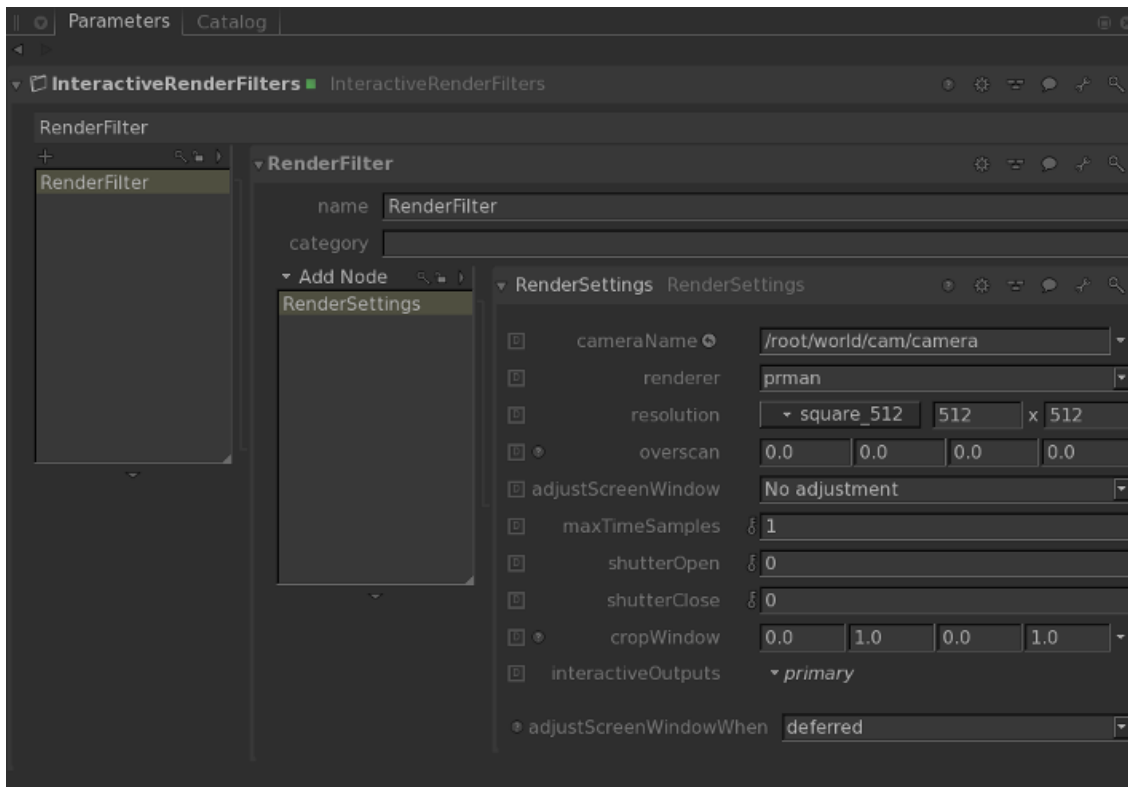 Parameters Catalog
InteractiveRenderFilters InteractiveRenderFilters
RenderFilter
RenderFilter
RenderFilter
name RenderFilter
category
Add Node
RenderSettings
RenderSettings RenderSettings
cameraName /root/world/cam/camera
renderer prman
resolution square_512 512 x 512
overscan 0.0 0.0 0.0 0.0
adjustScreenWindow No adjustment
maxTimeSamples 1
shutterOpen 0
shutterClose 0
cropWindow 0.0 1.0 0.0 1.0
interactiveOutputs primary
adjustScreenWindowWhen deferred